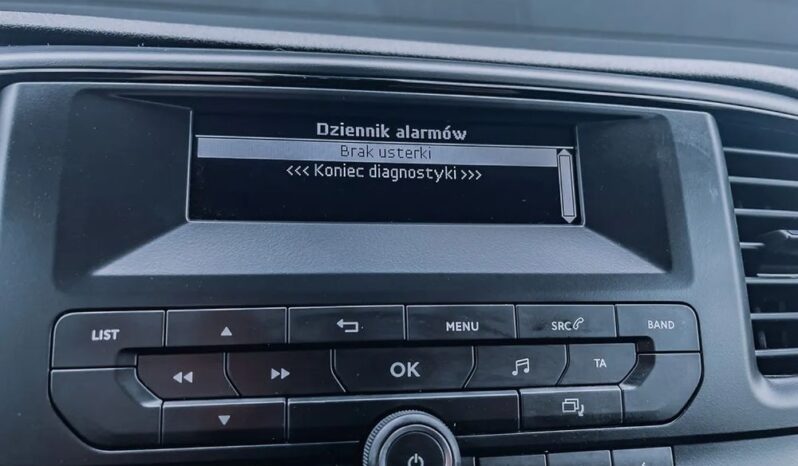 Dziennik alarmów
Brak usterki
<<< Koniec diagnostyki >>>
LIST
MENU
SRC
BAND
OK
TA